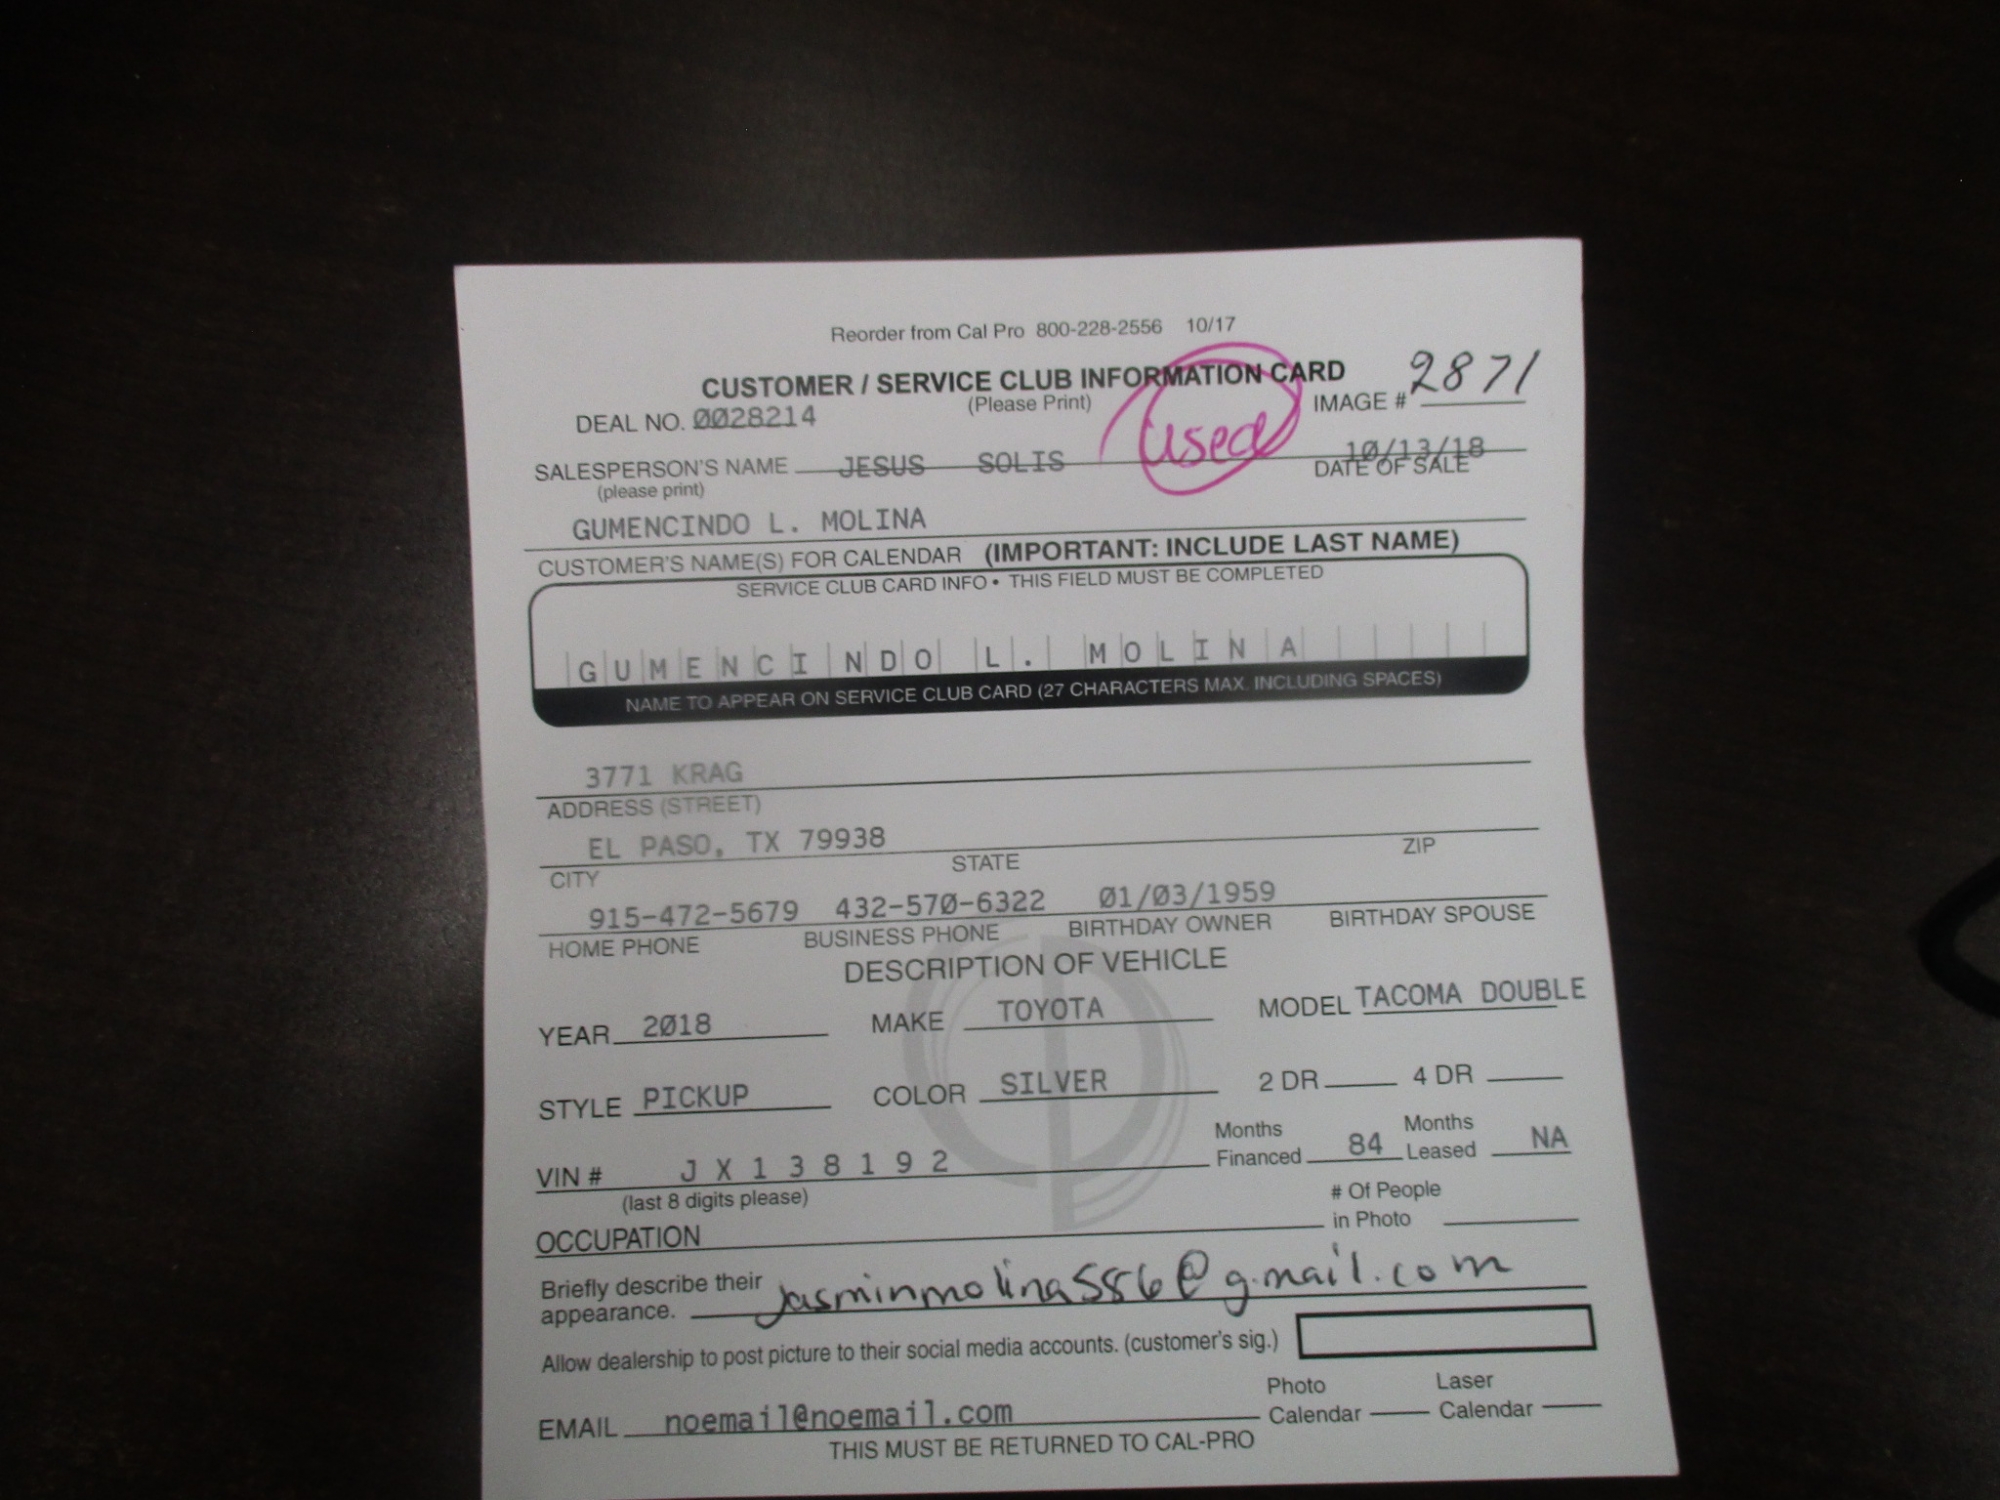 Reorder from Cal Pro 800-228-2556 10/17
CUSTOMER / SERVICE CLUB INFORMATION CARD
(Please Print)
DEAL NO. 0028214
IMAGE # 2871
used
SALESPERSON'S NAME JESUS SOLIS
(please print)
10/13/18
DATE OF SALE
GUMENCINDO L. MOLINA
CUSTOMER'S NAME(S) FOR CALENDAR (IMPORTANT: INCLUDE LAST NAME)
SERVICE CLUB CARD INFO • THIS FIELD MUST BE COMPLETED
GUMENCINDO L. MOLINA
NAME TO APPEAR ON SERVICE CLUB CARD (27 CHARACTERS MAX. INCLUDING SPACES)
3771 KRAG
ADDRESS (STREET)
EL PASO, TX 79938
CITY STATE ZIP
915-472-5679 432-570-6322 01/03/1959
HOME PHONE BUSINESS PHONE BIRTHDAY OWNER BIRTHDAY SPOUSE
DESCRIPTION OF VEHICLE
YEAR 2018 MAKE TOYOTA MODEL TACOMA DOUBLE
STYLE PICKUP COLOR SILVER 2 DR 4 DR
VIN # JX138192 Months Financed 84 Months Leased NA
(last 8 digits please)
OCCUPATION # Of People in Photo
Briefly describe their appearance. jasminmolina586@g.mail.com
Allow dealership to post picture to their social media accounts. (customer's sig.)
EMAIL noemail@noemail.com Photo Calendar Laser Calendar
THIS MUST BE RETURNED TO CAL-PRO